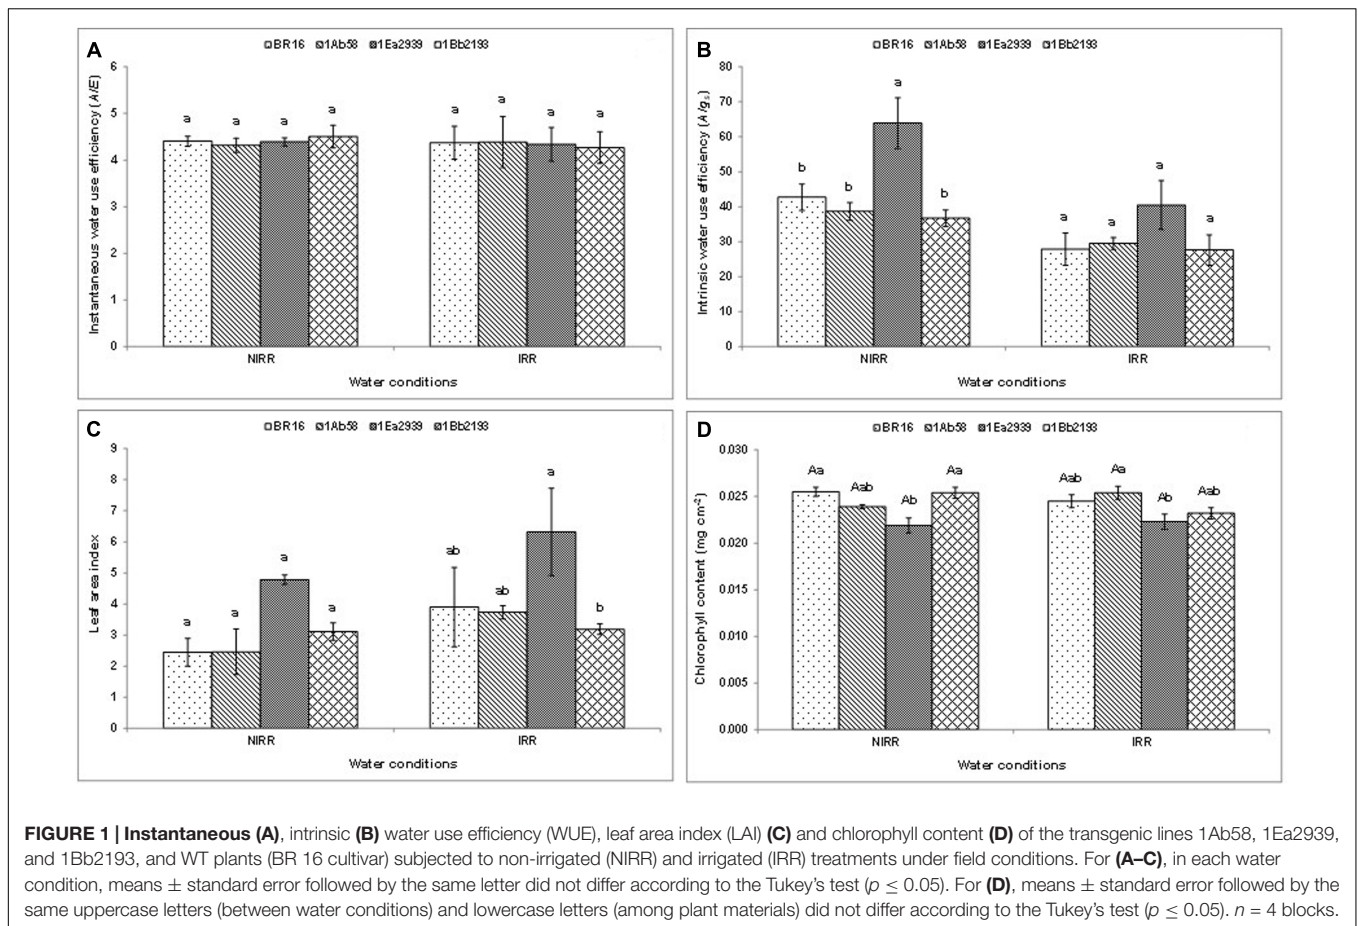 A
BR16 1Ab58 1Ea2939 1Bb2193
Instantaneous water use efficiency (A/E)
6
5
4
3
2
1
0
a a a a a a a a
NIRR IRR
Water conditions
B
BR16 1Ab58 1Ea2939 1Bb2193
Intrinsic water use efficiency (A/gs)
80
70
60
50
40
30
20
10
0
b b a b a a a a
NIRR IRR
Water conditions
C
BR16 1Ab58 1Ea2939 1Bb2193
Leaf area index
9
8
7
6
5
4
3
2
1
0
a a a a ab ab a b
NIRR IRR
Water conditions
D
BR16 1Ab58 1Ea2939 1Bb2193
Chlorophyll content (mg cm-2)
0.030
0.025
0.020
0.015
0.010
0.005
0.000
Aa Aab Ab Aa Aab Aa Ab Aab
NIRR IRR
Water conditions
FIGURE 1 | Instantaneous (A), intrinsic (B) water use efficiency (WUE), leaf area index (LAI) (C) and chlorophyll content (D) of the transgenic lines 1Ab58, 1Ea2939,
and 1Bb2193, and WT plants (BR 16 cultivar) subjected to non-irrigated (NIRR) and irrigated (IRR) treatments under field conditions. For (A–C), in each water
condition, means ± standard error followed by the same letter did not differ according to the Tukey's test (p ≤ 0.05). For (D), means ± standard error followed by the
same uppercase letters (between water conditions) and lowercase letters (among plant materials) did not differ according to the Tukey's test (p ≤ 0.05). n = 4 blocks.